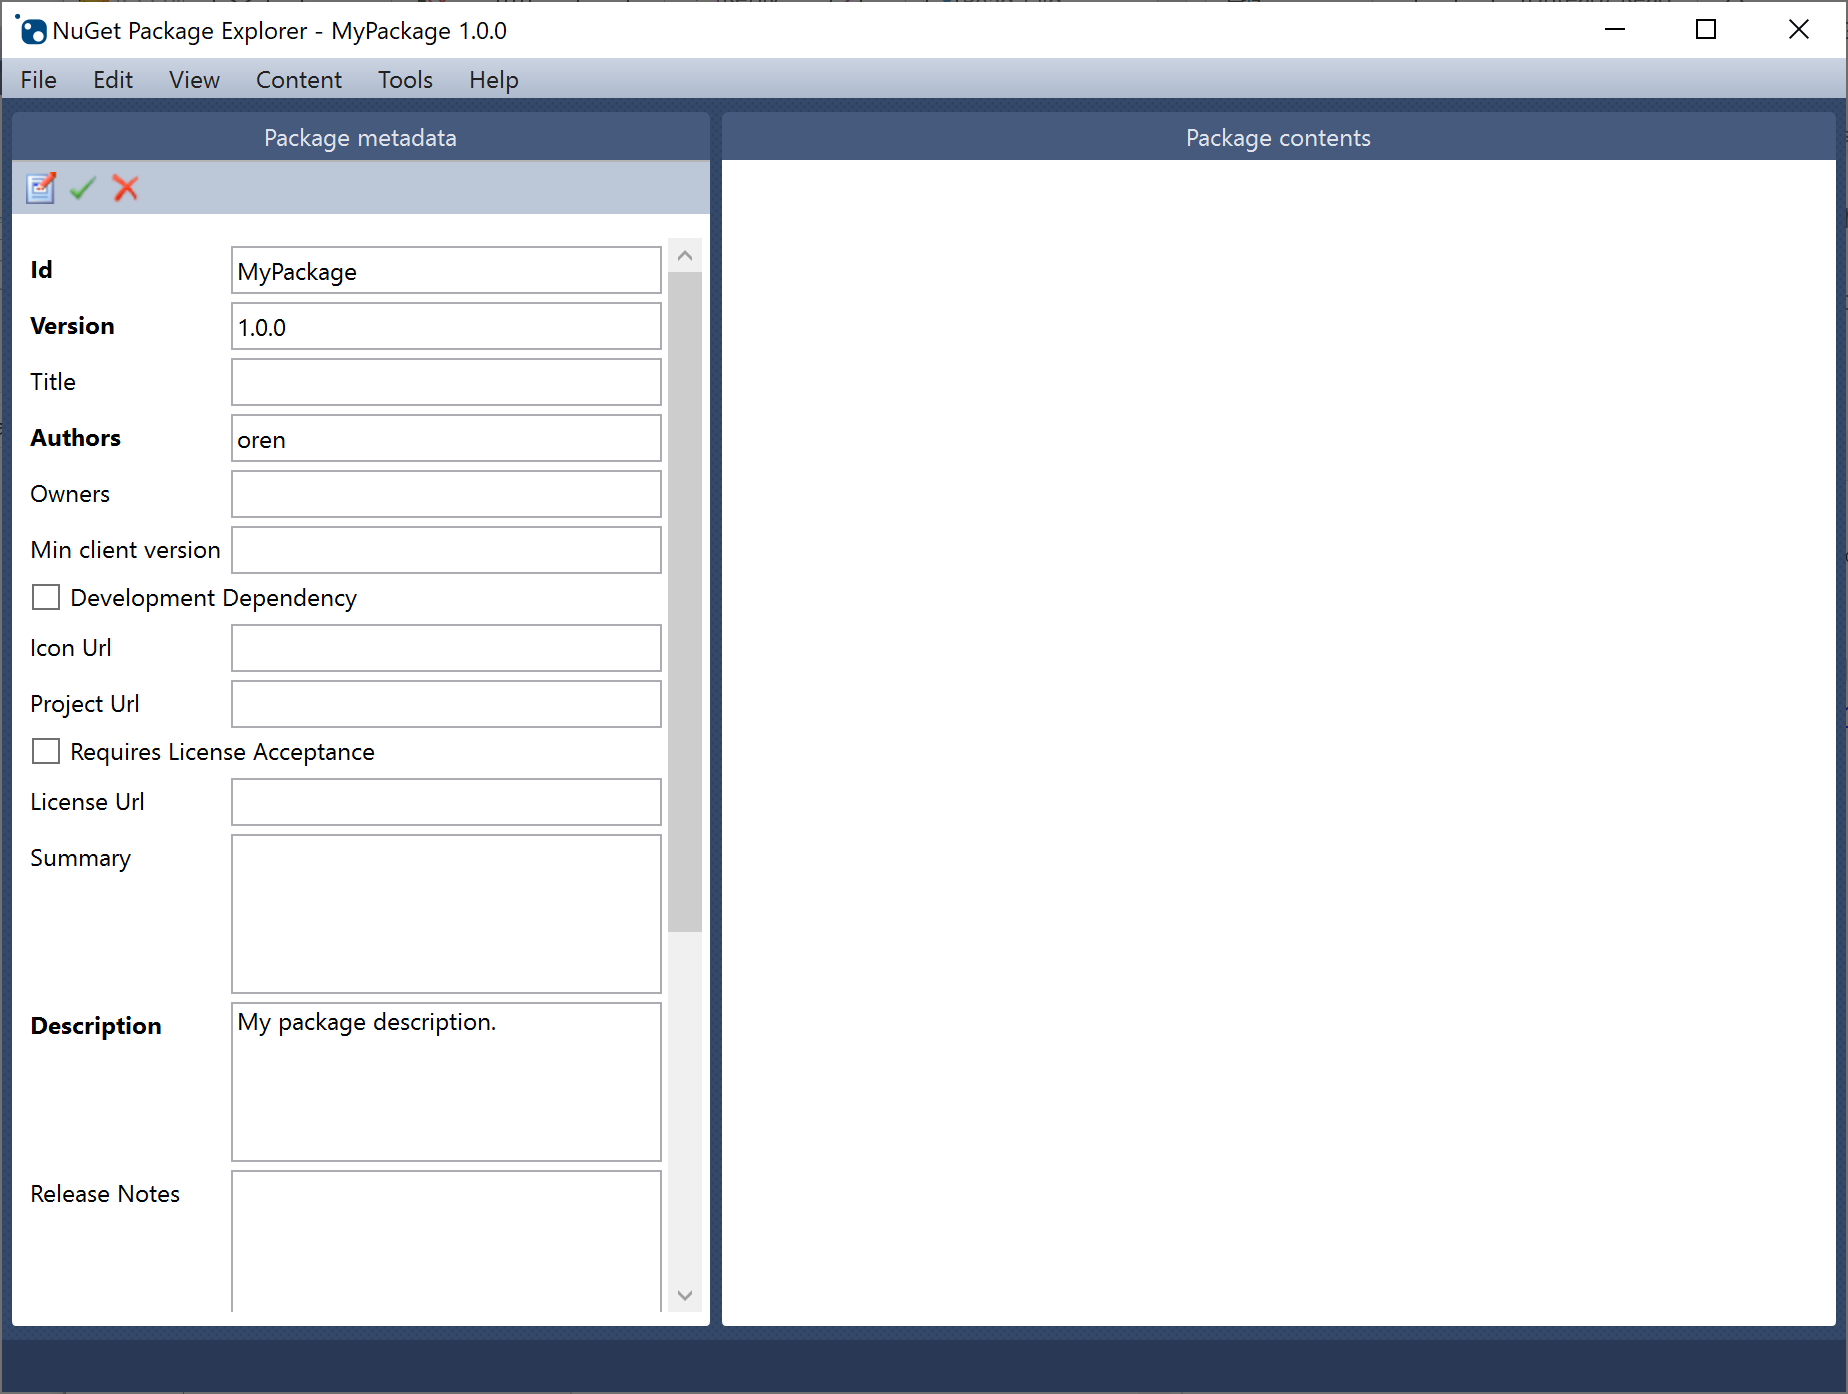 NuGet Package Explorer - MyPackage 1.0.0
File Edit View Content Tools Help
Package metadata
Package contents
Id MyPackage
Version 1.0.0
Title
Authors oren
Owners
Min client version
Development Dependency
Icon Url
Project Url
Requires License Acceptance
License Url
Summary
Description My package description.
Release Notes